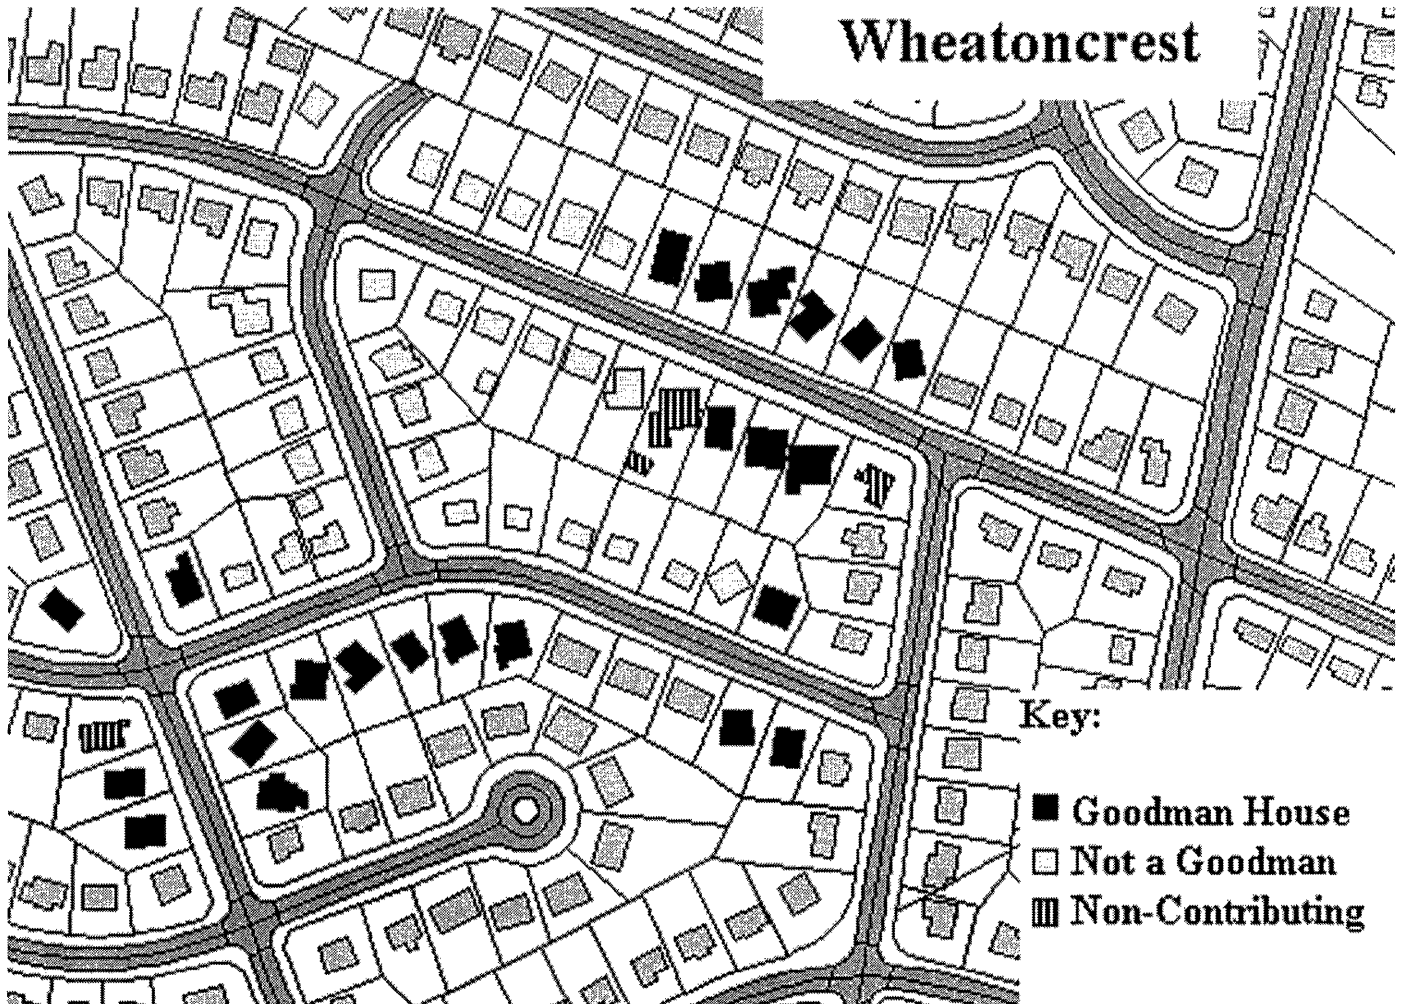 Wheatoncrest
Key:
Goodman House
Not a Goodman
Non-Contributing